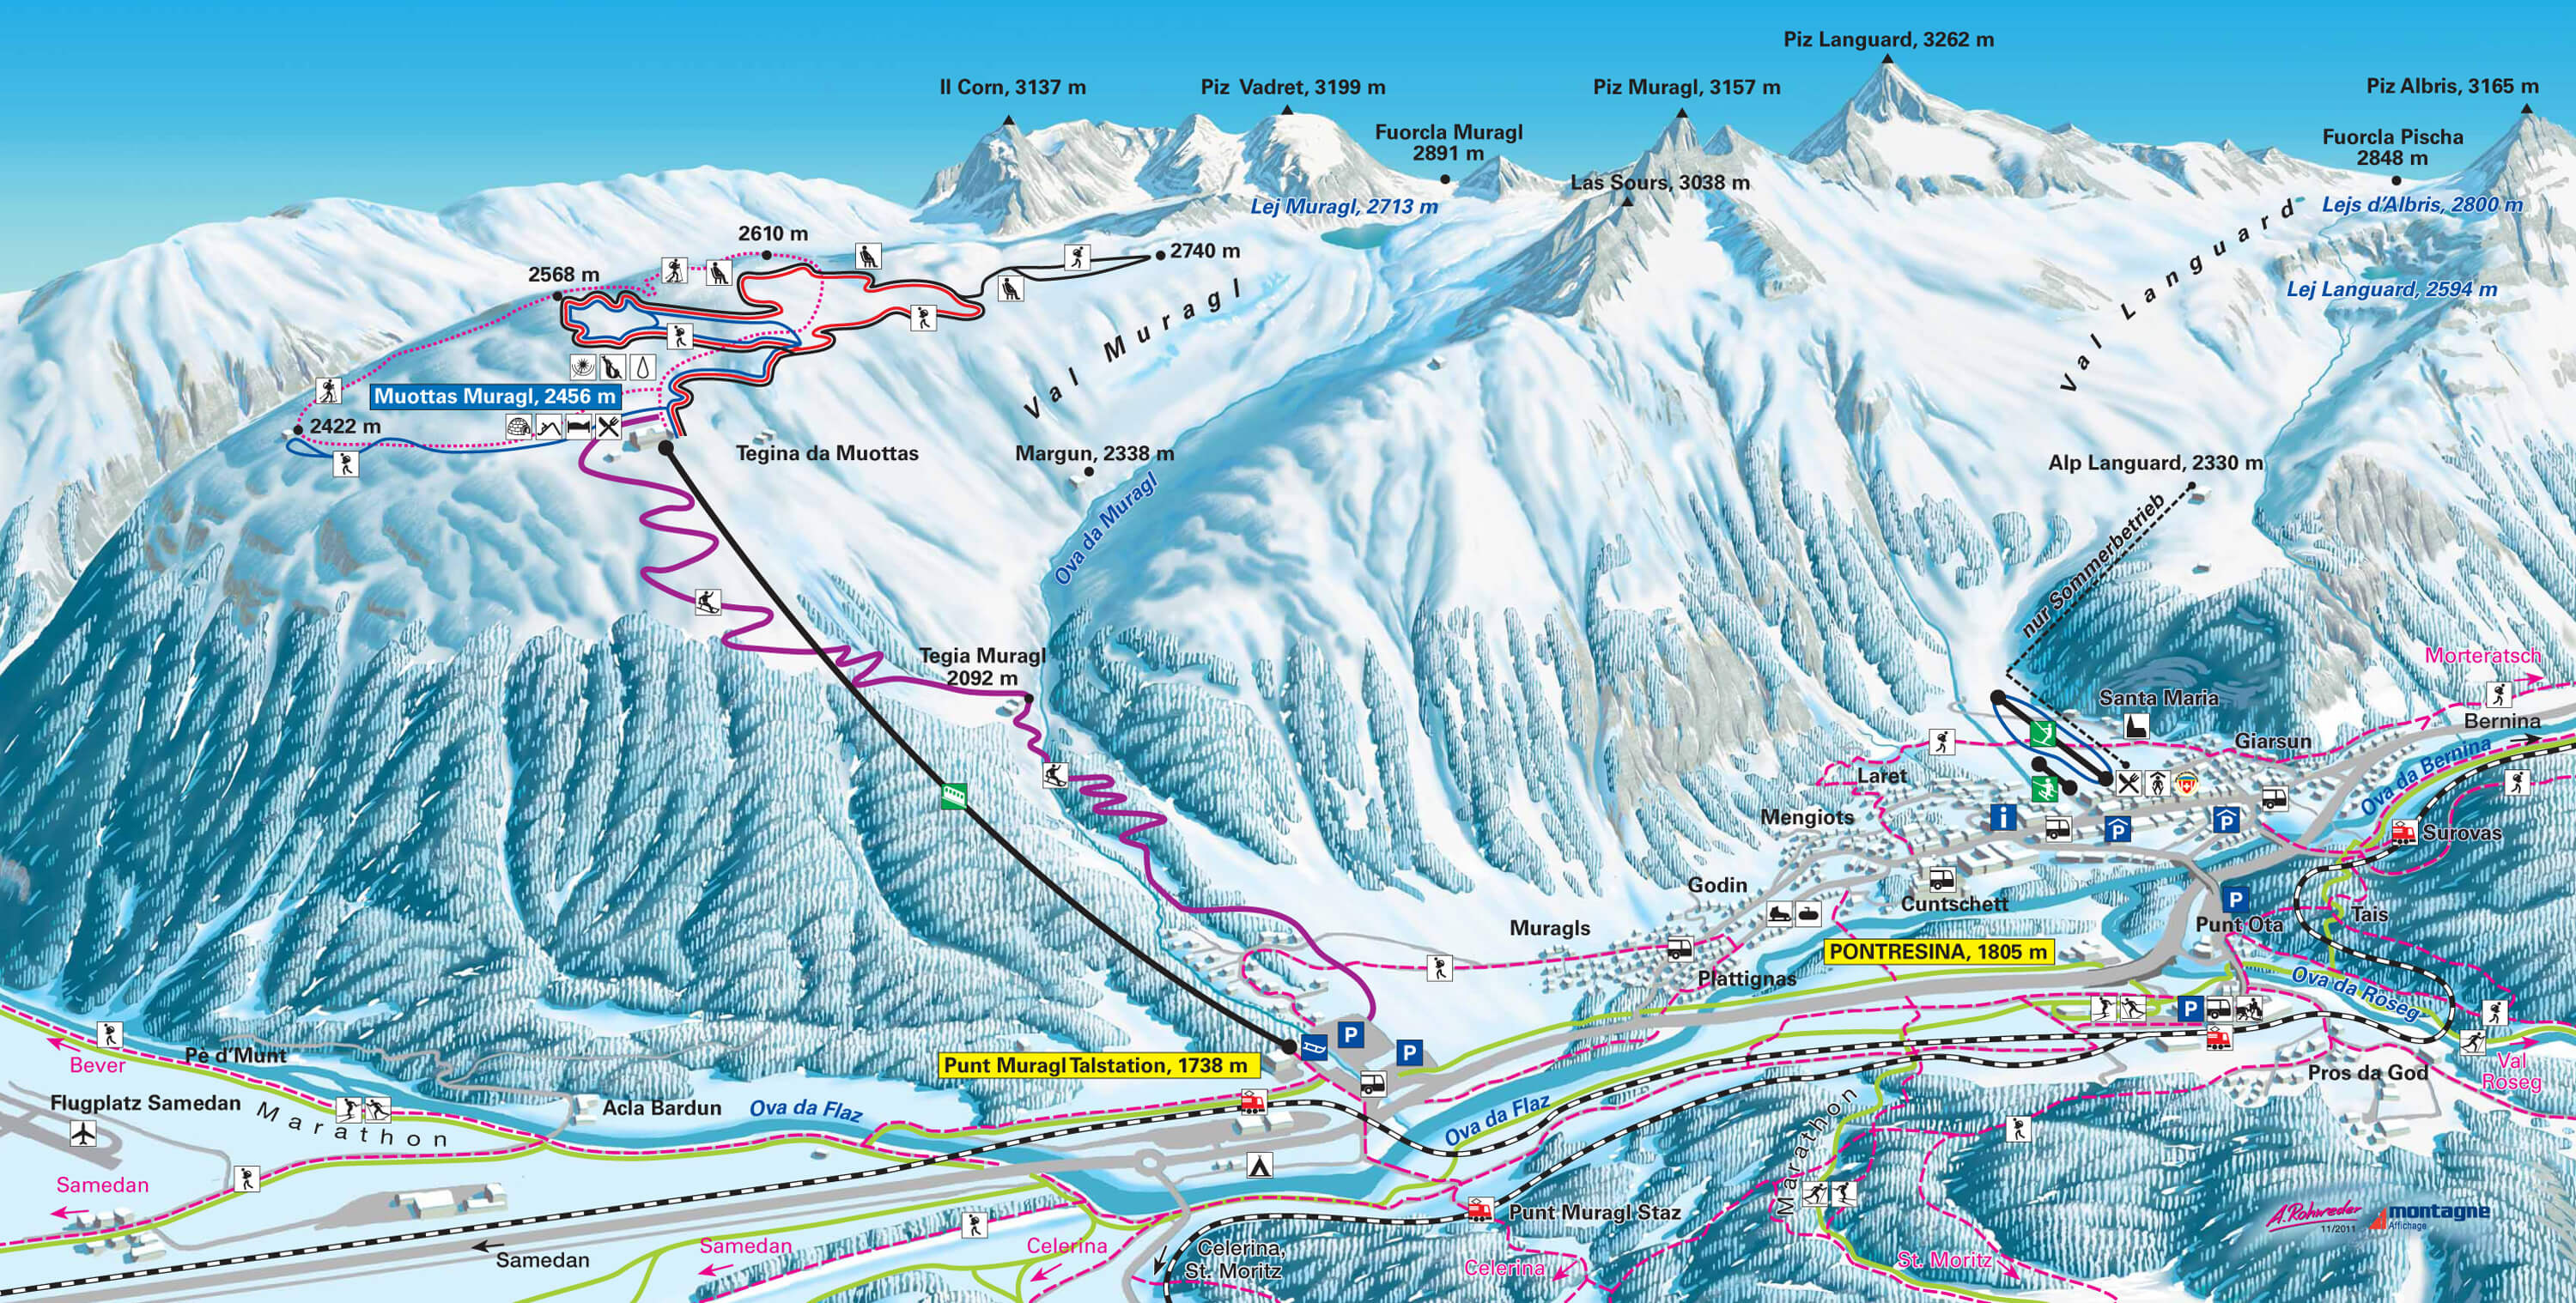 Piz Languard, 3262 m
Il Corn, 3137 m
Piz Vadret, 3199 m
Piz Muragl, 3157 m
Piz Albris, 3165 m
Fuorcla Muragl
2891 m
Fuorcla Pischa
2848 m
Las Sours, 3038 m
Lej Muragl, 2713 m
Lejs d'Albris, 2800 m
2610 m
2740 m
2568 m
Val Muragl
Val Languard
Lej Languard, 2594 m
Muottas Muragl, 2456 m
2422 m
Tegina da Muottas
Margun, 2338 m
Alp Languard, 2330 m
Ova da Muragl
nur Sommerbetrieb
Tegia Muragl
2092 m
Morteratsch
Santa Maria
Bernina
Giarsun
Ova da Bernina
Laret
Mengiots
i
P
P
Surovas
Godin
Cuntschett
P
Tais
Punt Ota
Muragls
PONTRESINA, 1805 m
Plattignas
Ova da Roseg
P
P
P
Pè d'Munt
Punt Muragl Talstation, 1738 m
Bever
Val
Roseg
Pros da God
Flugplatz Samedan
Marathon
Acla Bardun
Ova da Flaz
Ova da Flaz
Marathon
Samedan
Punt Muragl Staz
A. Rohweder
11/2011
montagne
Affichage
Samedan
Samedan
Celerina
Celerina,
St. Moritz
Celerina
St. Moritz